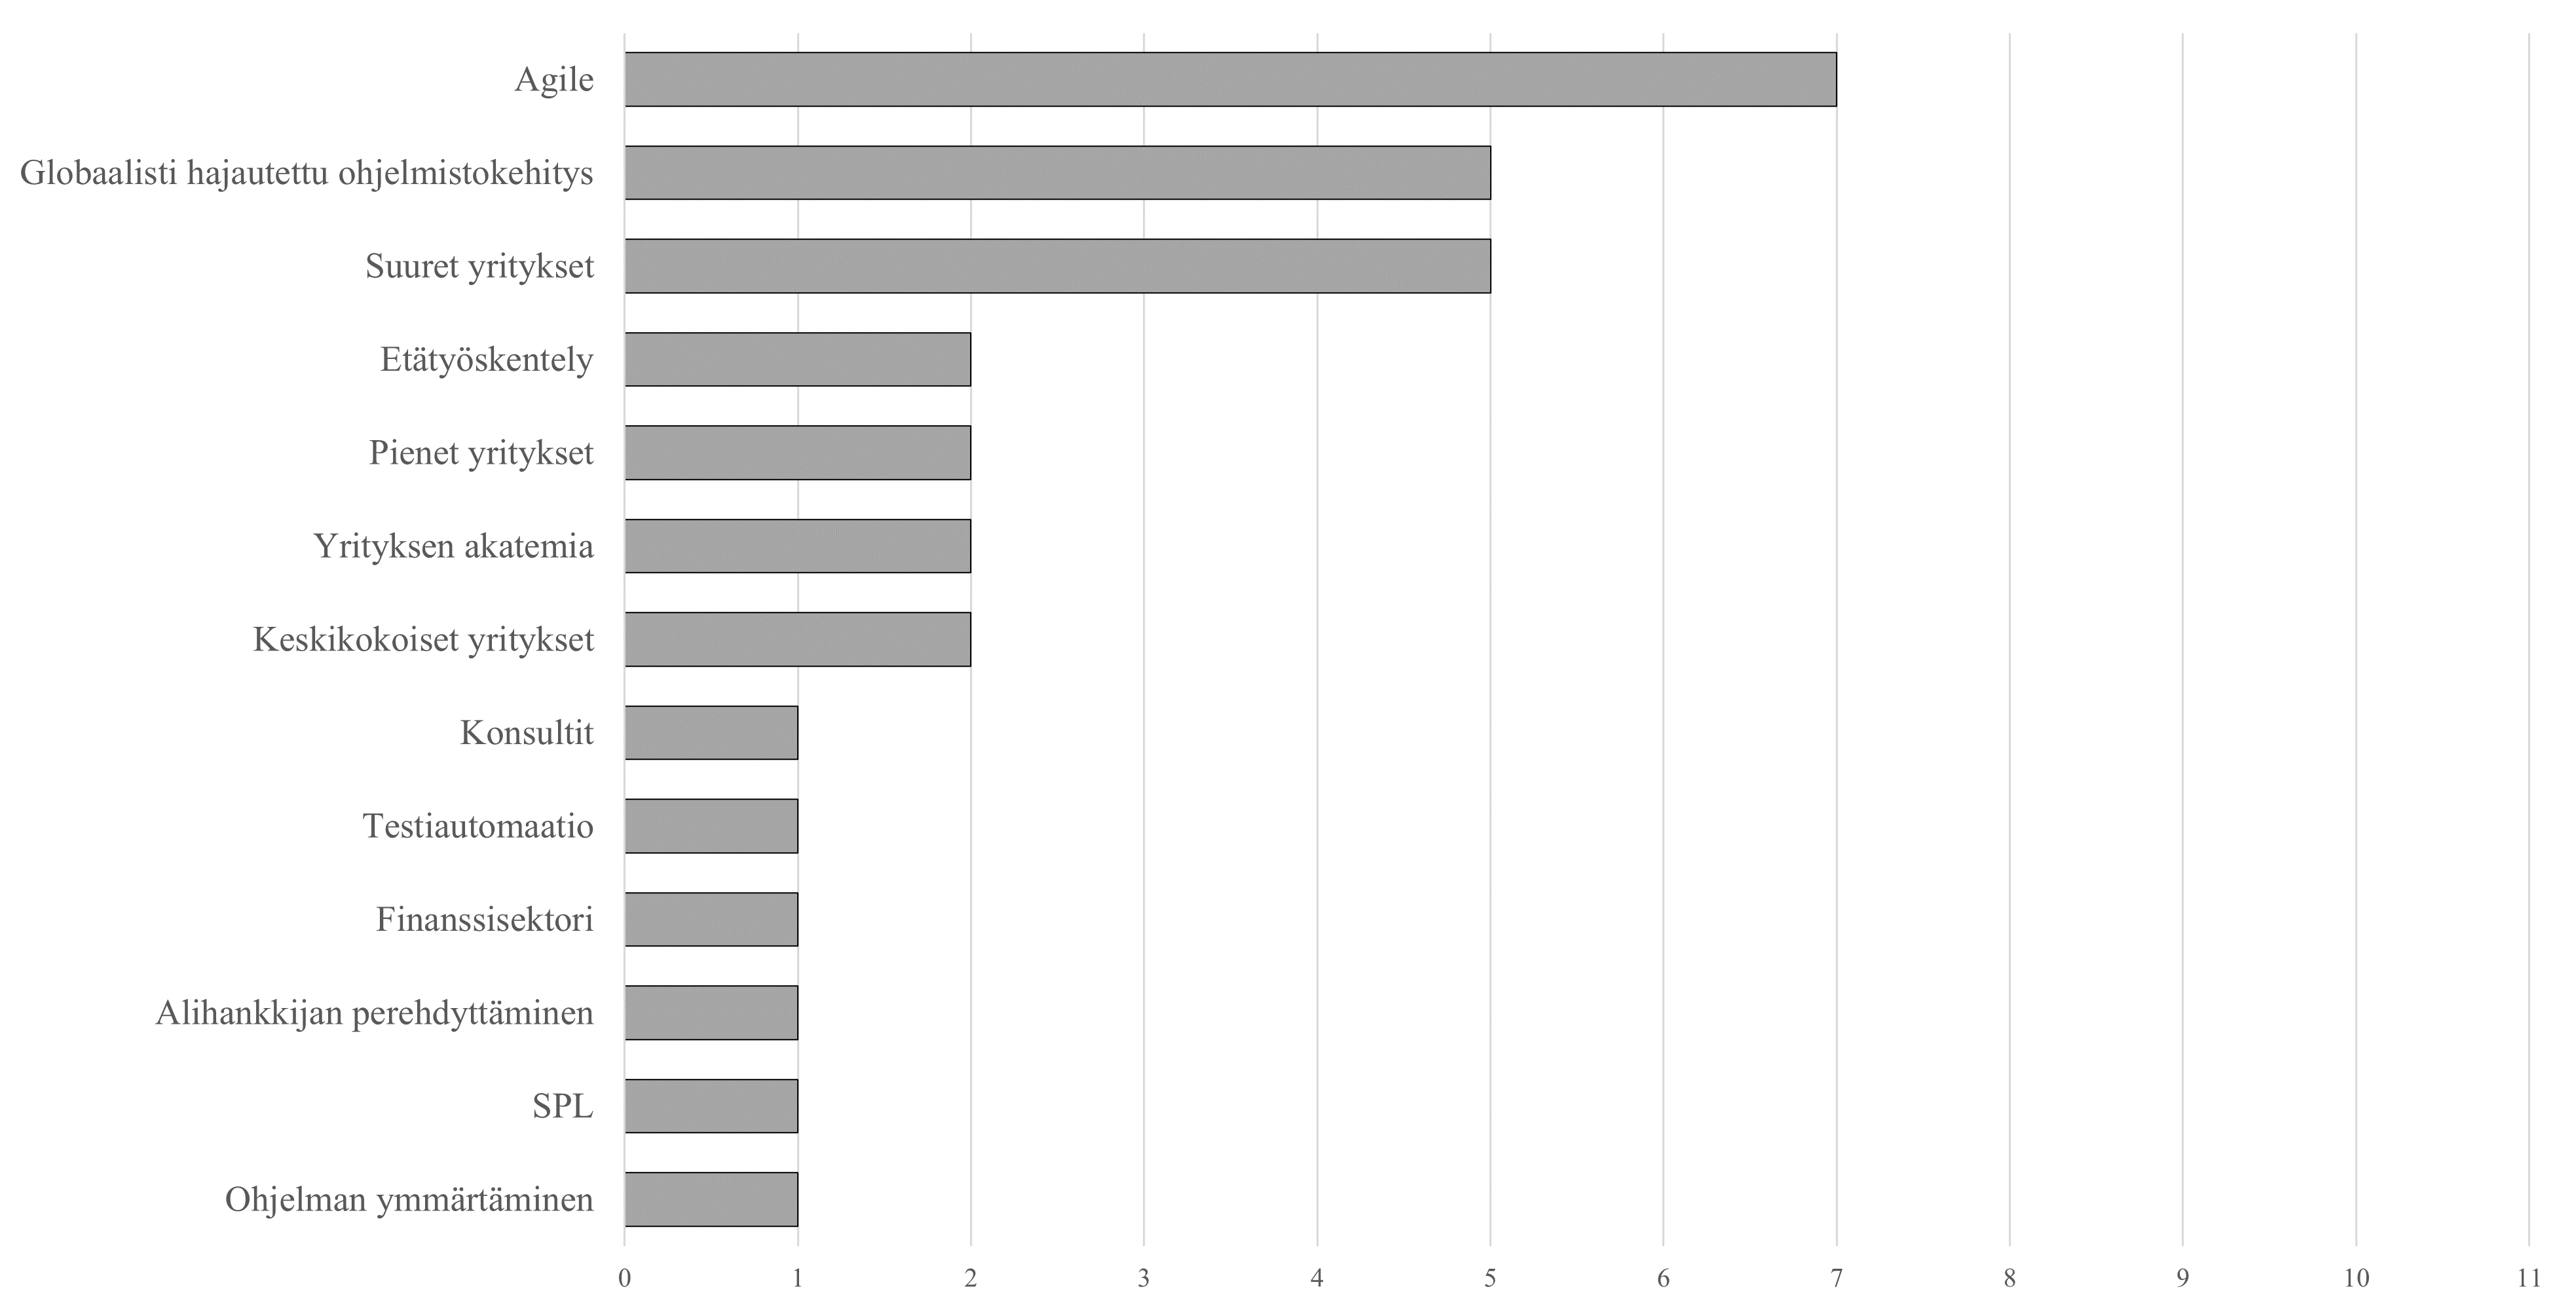 Agile
Globaalisti hajautettu ohjelmistokehitys
Suuret yritykset
Etätyöskentely
Pienet yritykset
Yrityksen akatemia
Keskikokoiset yritykset
Konsultit
Testiautomaatio
Finanssisektori
Alihankkijan perehdyttäminen
SPL
Ohjelman ymmärtäminen
0 1 2 3 4 5 6 7 8 9 10 11